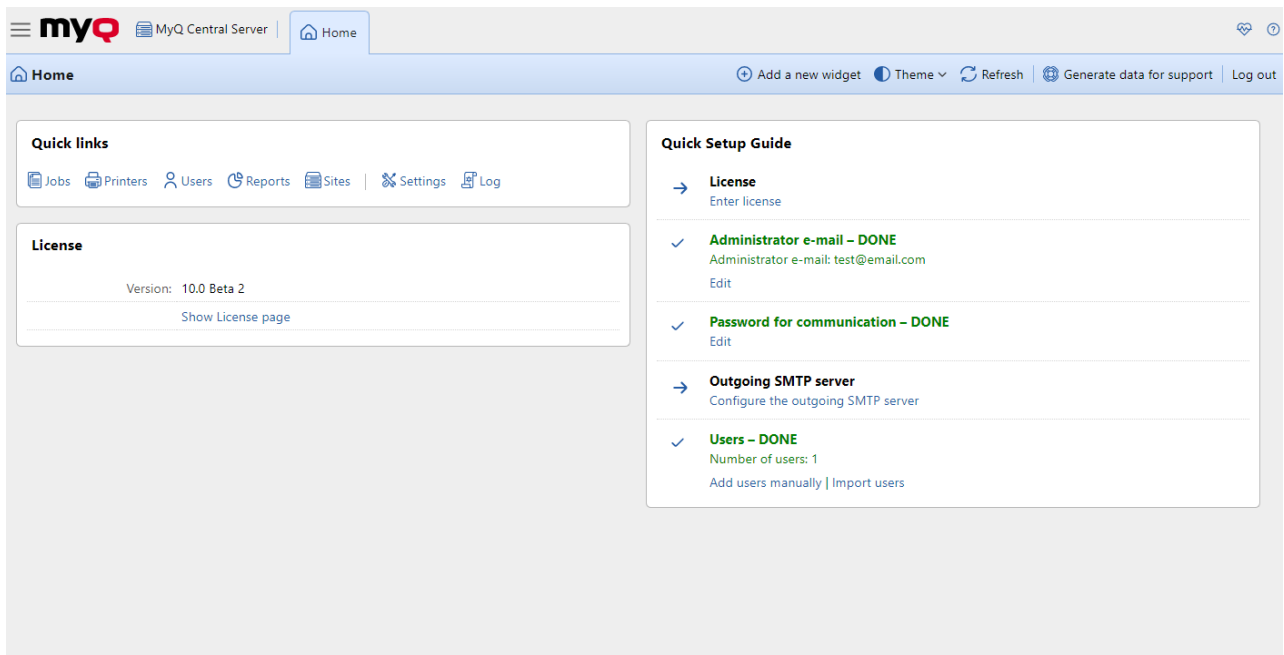 myQ MyQ Central Server Home
Home Add a new widget Theme Refresh Generate data for support Log out
Quick links
Jobs Printers Users Reports Sites Settings Log
License
Version: 10.0 Beta 2
Show License page
Quick Setup Guide
License
Enter license
Administrator e-mail – DONE
Administrator e-mail: test@email.com
Edit
Password for communication – DONE
Edit
Outgoing SMTP server
Configure the outgoing SMTP server
Users – DONE
Number of users: 1
Add users manually | Import users